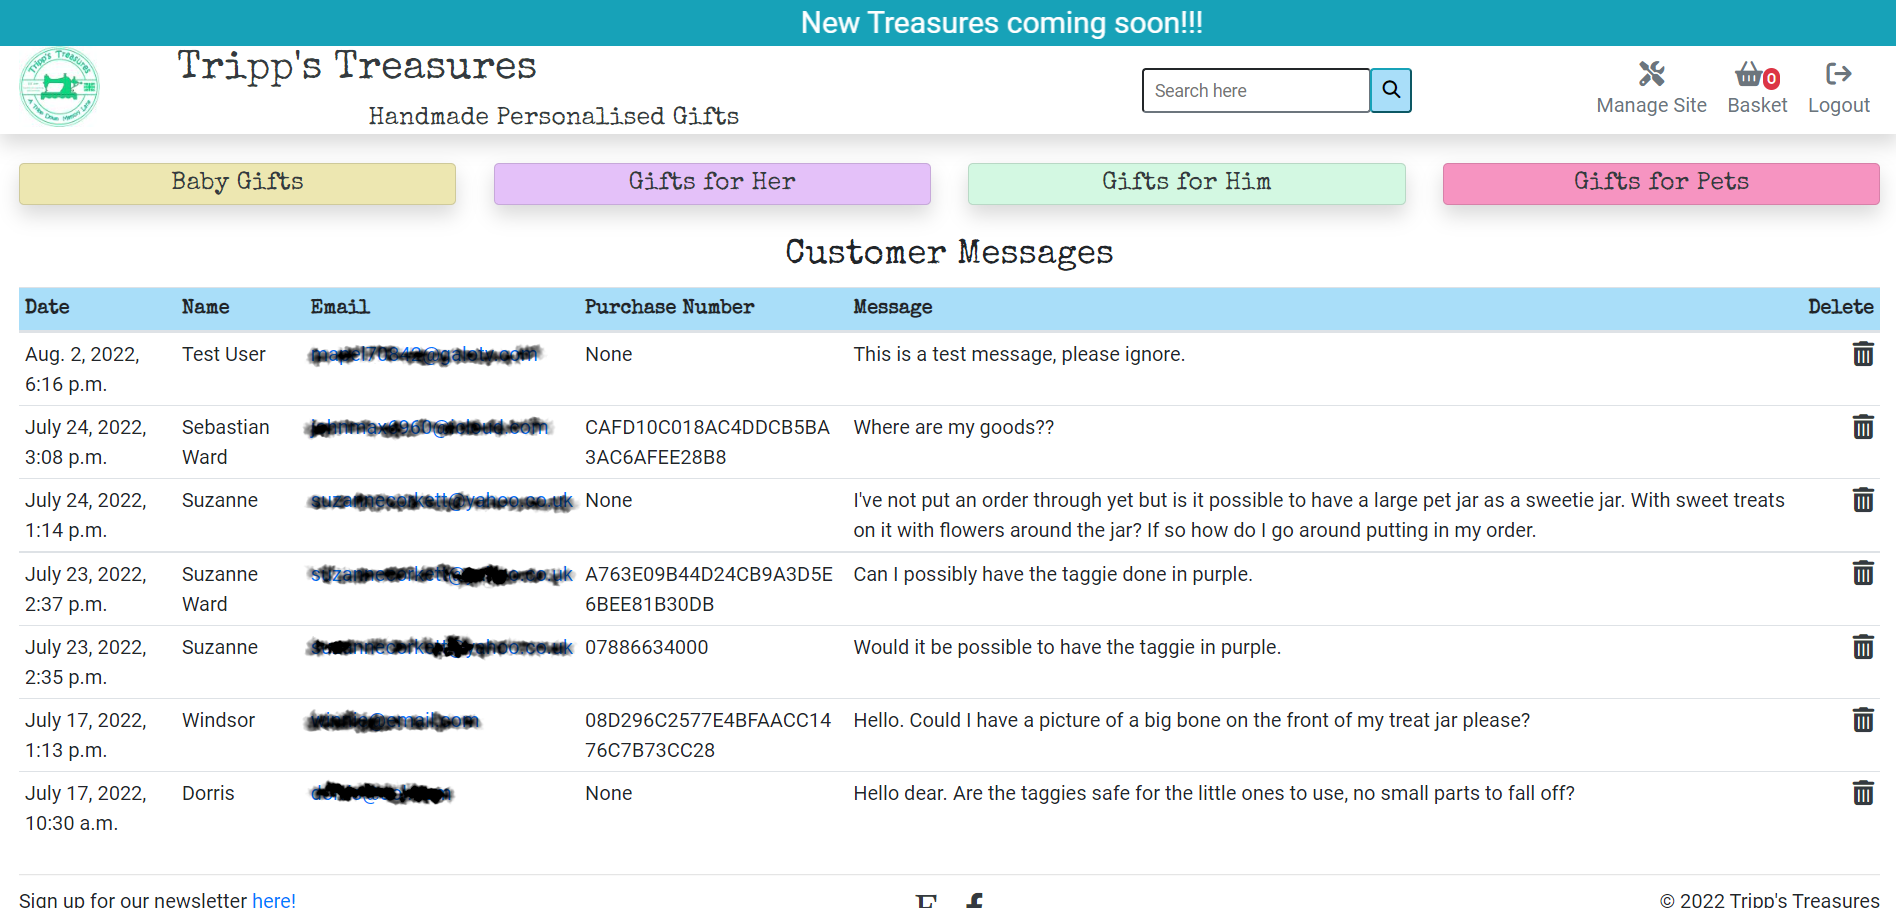 New Treasures coming soon!!!
Tripp's Treasures
Tripp's Treasures
Handmade Personalised Gifts
Search here
0
Manage Site Basket Logout
Baby Gifts Gifts for Her Gifts for Him Gifts for Pets
Customer Messages
Date Name Email Purchase Number Message Delete
Aug. 2, 2022, Test User None This is a test message, please ignore.
6:16 p.m.
July 24, 2022, Sebastian CAFD10C018AC4DDCB5BA Where are my goods??
3:08 p.m. Ward 3AC6AFEE28B8
July 24, 2022, Suzanne None I've not put an order through yet but is it possible to have a large pet jar as a sweetie jar. With sweet treats
1:14 p.m. on it with flowers around the jar? If so how do I go around putting in my order.
July 23, 2022, Suzanne A763E09B44D24CB9A3D5E Can I possibly have the taggie done in purple.
2:37 p.m. Ward 6BEE81B30DB
July 23, 2022, Suzanne 07886634000 Would it be possible to have the taggie in purple.
2:35 p.m.
July 17, 2022, Windsor 08D296C2577E4BFAACC14 Hello. Could I have a picture of a big bone on the front of my treat jar please?
1:13 p.m. 76C7B73CC28
July 17, 2022, Dorris None Hello dear. Are the taggies safe for the little ones to use, no small parts to fall off?
10:30 a.m.
Sign up for our newsletter here! © 2022 Tripp's Treasures